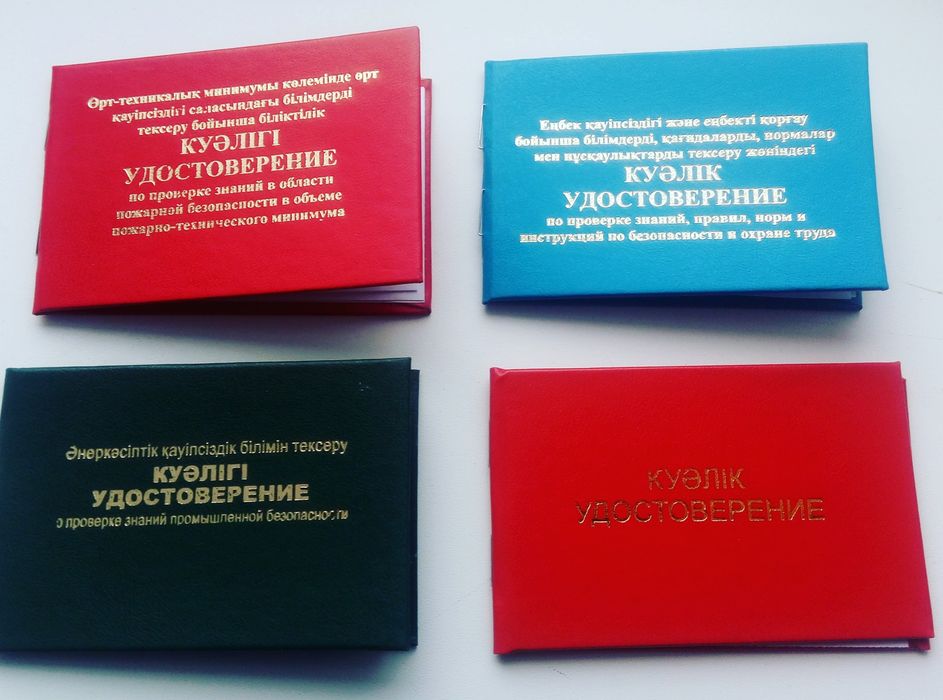 Өрт-техникалық минимумы көлемінде өрт
қауіпсіздігі саласындағы білімдерді
тексеру бойынша біліктілік
КУӘЛІГІ
УДОСТОВЕРЕНИЕ
по проверке знаний в области
пожарной безопасности в объеме
пожарно-технического минимума
Еңбек қауіпсіздігі және еңбекті қорғау
бойынша білімдерді, қағидаларды, нормалар
мен нұсқаулықтарды тексеру жөніндегі
КУӘЛІК
УДОСТОВЕРЕНИЕ
по проверке знаний, правил, норм и
инструкций по безопасности и охране труда
Өнеркәсіптік қауіпсіздік білімін тексеру
КУӘЛІГІ
УДОСТОВЕРЕНИЕ
о проверке знаний промышленной безопасности
КУӘЛІК
УДОСТОВЕРЕНИЕ